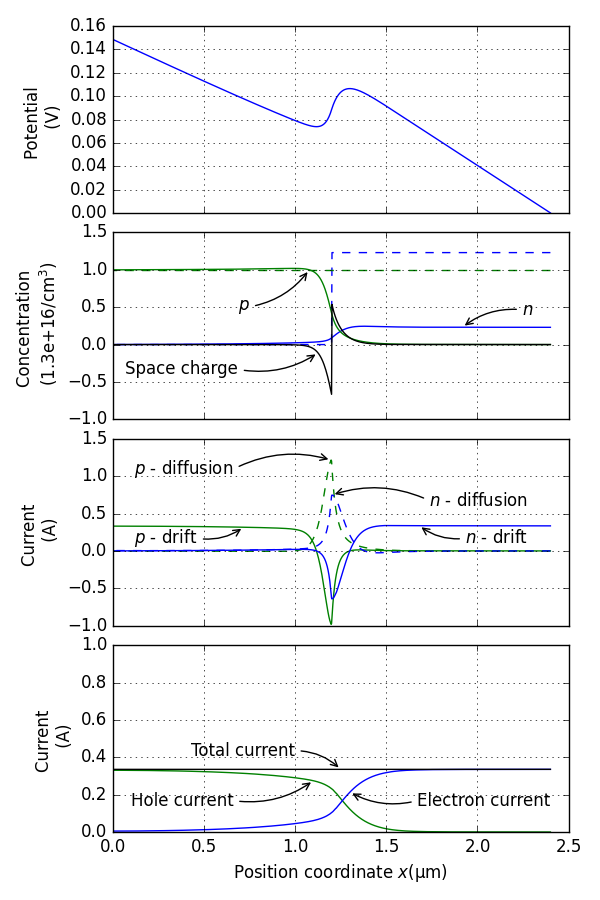 0.16
0.14
0.12
0.10
0.08
0.06
0.04
0.02
0.00
Potential
(V)
1.5
1.0
0.5
0.0
−0.5
−1.0
Concentration
(1.3e+16/cm³)
p
n
Space charge
1.5
1.0
0.5
0.0
−0.5
−1.0
Current
(A)
p - diffusion
n - diffusion
p - drift
n - drift
1.0
0.8
0.6
0.4
0.2
0.0
Current
(A)
Total current
Hole current
Electron current
0.0 0.5 1.0 1.5 2.0 2.5
Position coordinate x(μm)